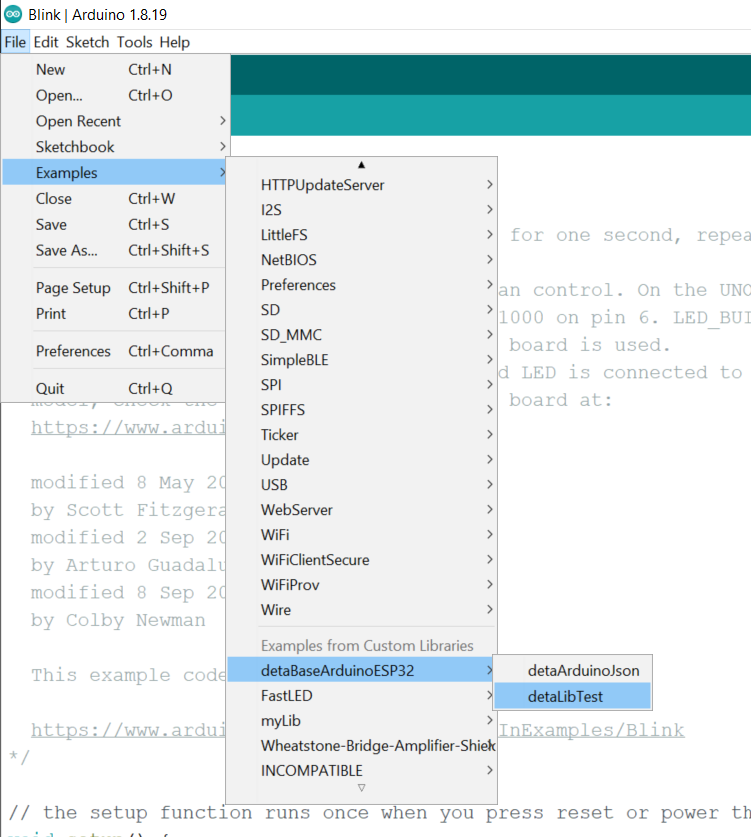 Blink | Arduino 1.8.19
File Edit Sketch Tools Help
New Ctrl+N
Open... Ctrl+O
Open Recent
Sketchbook
Examples
Close Ctrl+W
Save Ctrl+S
Save As... Ctrl+Shift+S
Page Setup Ctrl+Shift+P
Print Ctrl+P
Preferences Ctrl+Comma
Quit Ctrl+Q
HTTPUpdateServer
I2S
LittleFS
NetBIOS
Preferences
SD
SD_MMC
SimpleBLE
SPI
SPIFFS
Ticker
Update
USB
WebServer
WiFi
WiFiClientSecure
WiFiProv
Wire
Examples from Custom Libraries
detaBaseArduinoESP32
FastLED
myLib
Wheatstone-Bridge-Amplifier-Shiel
INCOMPATIBLE
detaArduinoJson
detaLibTest
for one second, repea
an control. On the UNO
1000 on pin 6. LED_BUI
board is used.
d LED is connected to
board at:
https://www.ardui
modified 8 May 20
by Scott Fitzgera
modified 2 Sep 20
by Arturo Guadalu
modified 8 Sep 20
by Colby Newman
This example code
https://www.ardui InExamples/Blink
*/
// the setup function runs once when you press reset or power th